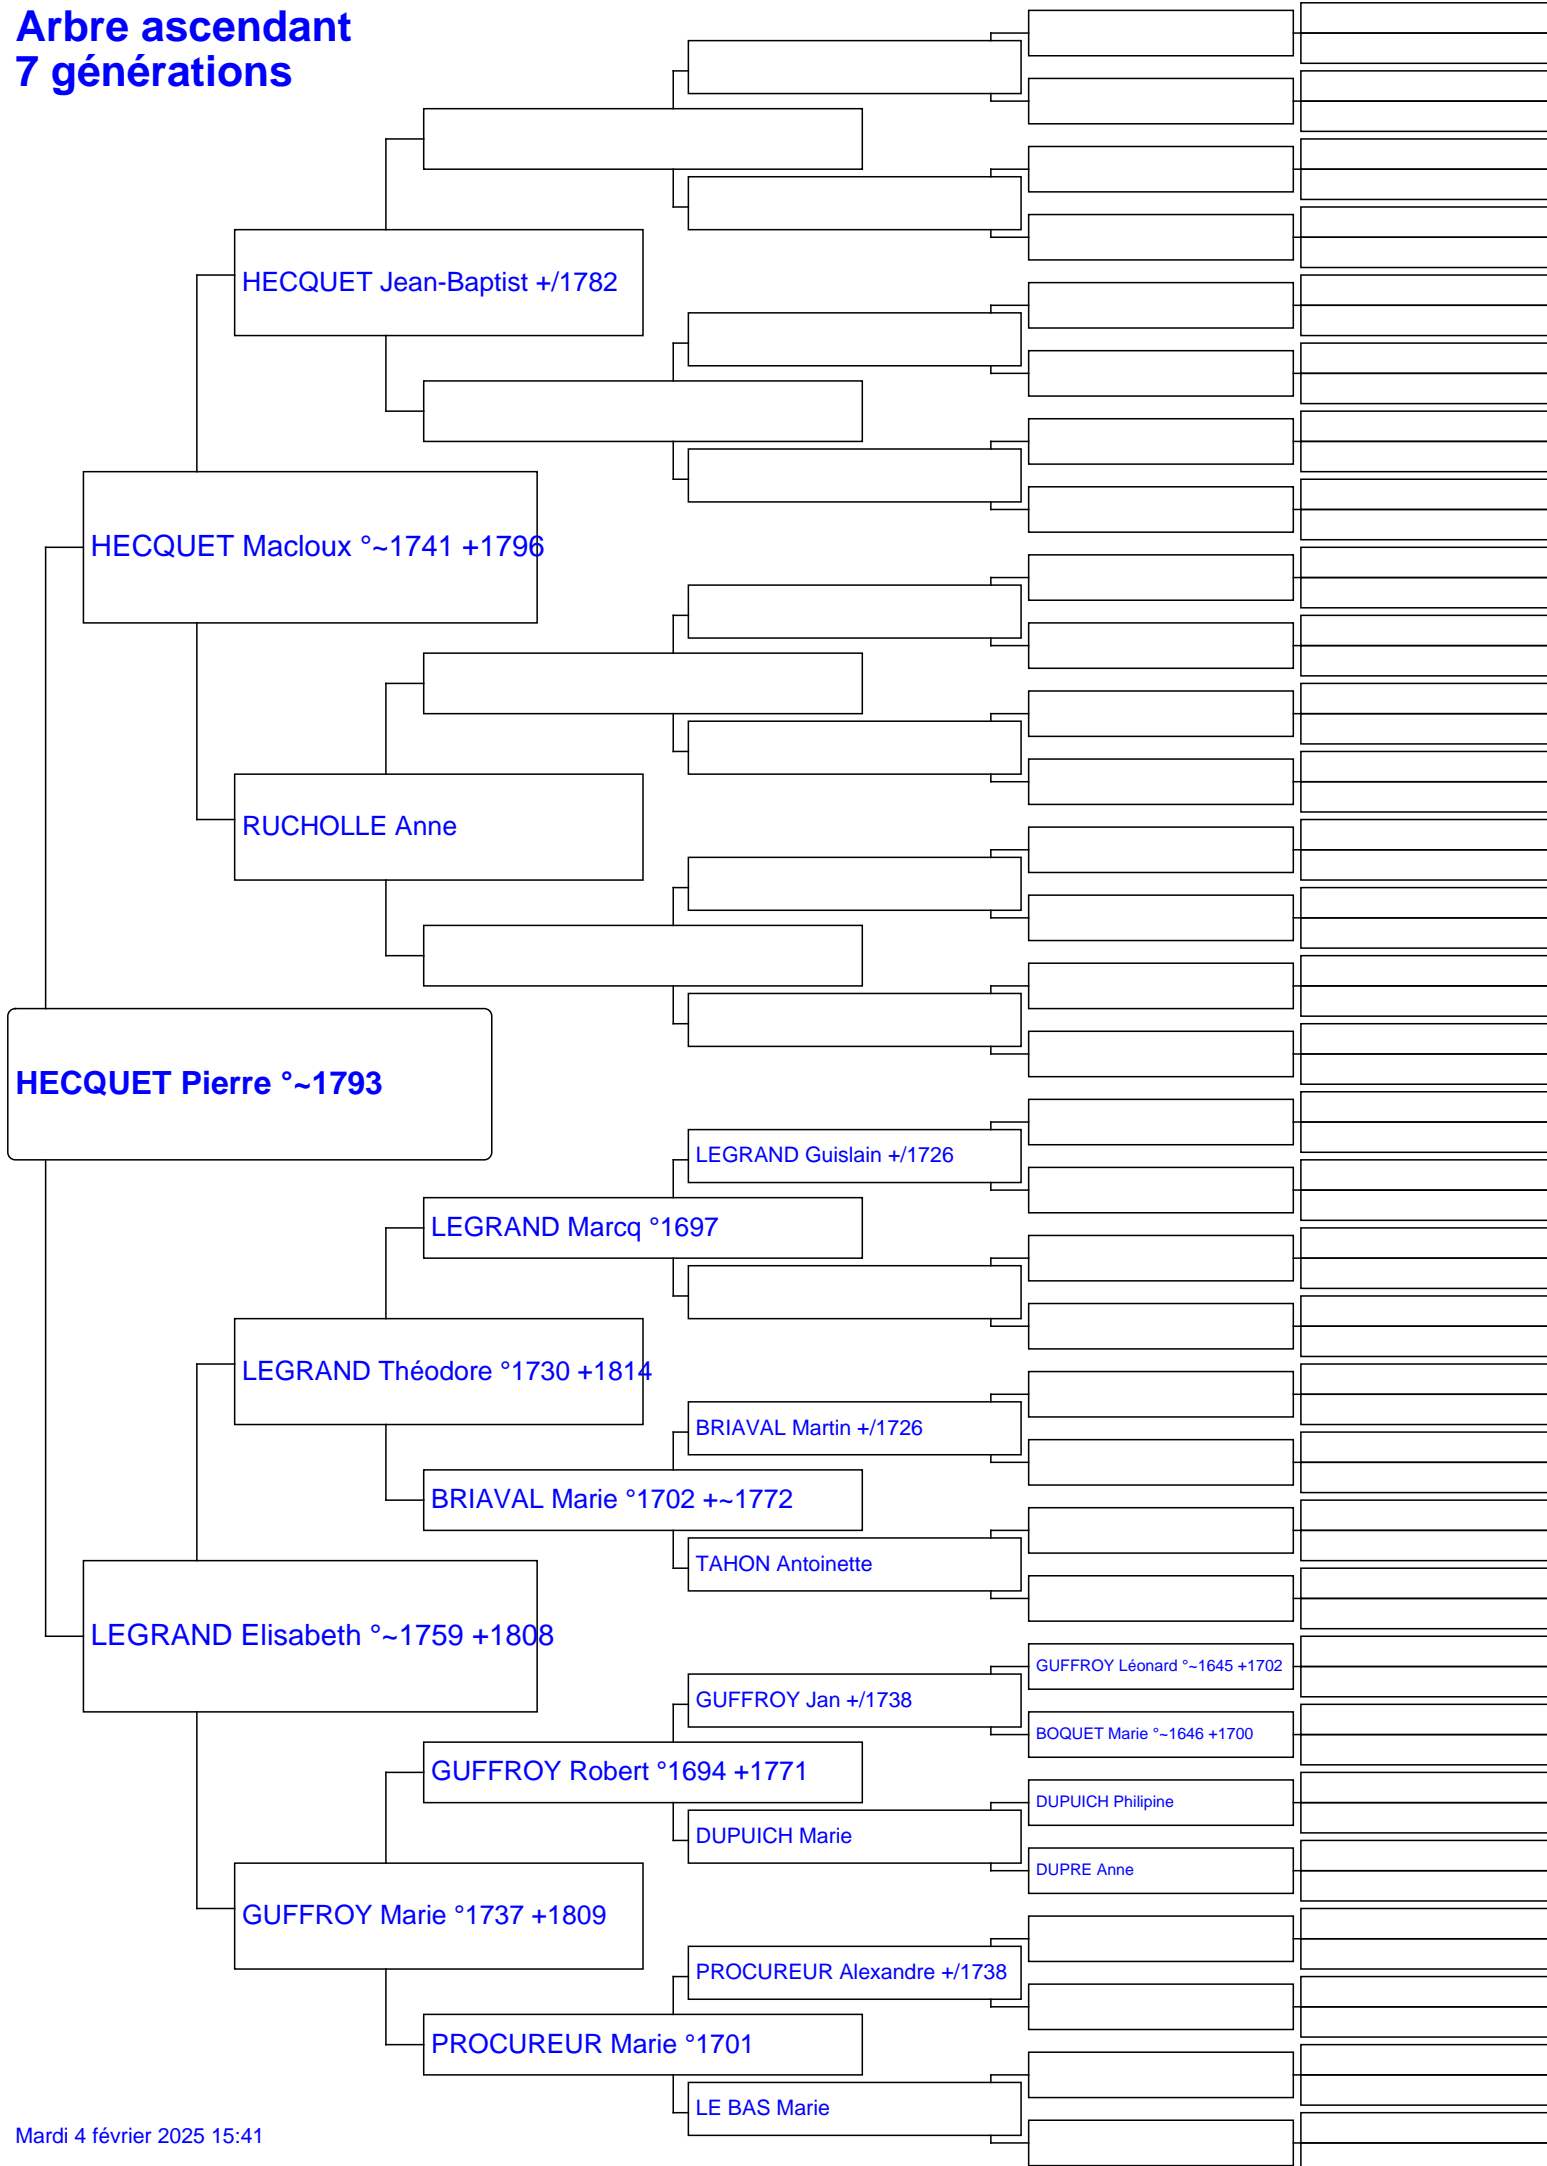 Arbre ascendant
7 générations
HECQUET Jean-Baptist +/1782
HECQUET Macloux °~1741 +1796
RUCHOLLE Anne
HECQUET Pierre °~1793
LEGRAND Guislain +/1726
LEGRAND Marcq °1697
LEGRAND Théodore °1730 +1814
BRIAVAL Martin +/1726
BRIAVAL Marie °1702 +~1772
TAHON Antoinette
LEGRAND Elisabeth °~1759 +1808
GUFFROY Léonard °~1645 +1702
GUFFROY Jan +/1738
BOQUET Marie °~1646 +1700
GUFFROY Robert °1694 +1771
DUPUICH Philipine
DUPUICH Marie
DUPRE Anne
GUFFROY Marie °1737 +1809
PROCUREUR Alexandre +/1738
PROCUREUR Marie °1701
LE BAS Marie
Mardi 4 février 2025 15:41